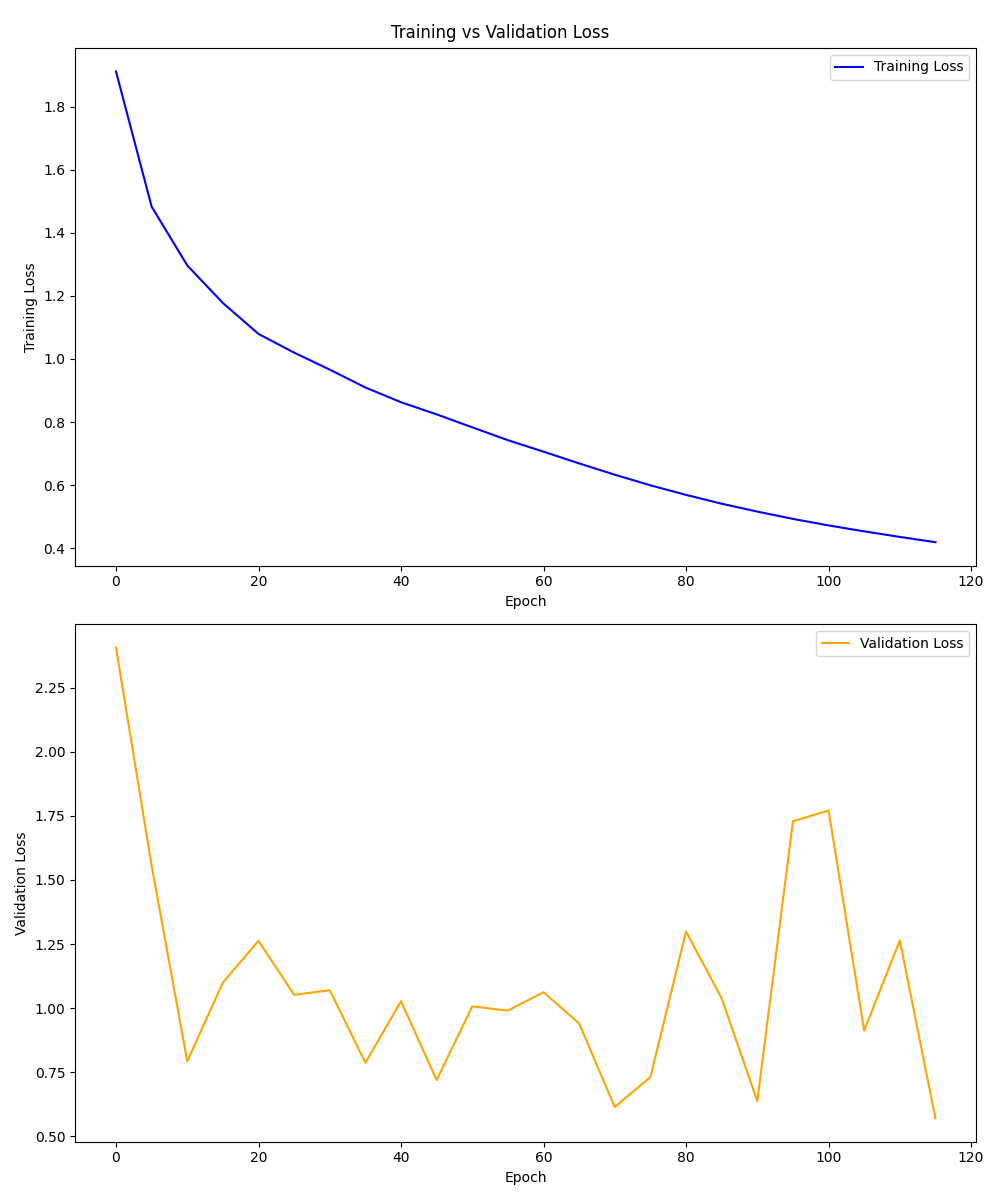 Training vs Validation Loss
Training Loss
Training Loss
1.8
1.6
1.4
1.2
1.0
0.8
0.6
0.4
0 20 40 60 80 100 120
Epoch
Validation Loss
Validation Loss
2.25
2.00
1.75
1.50
1.25
1.00
0.75
0.50
0 20 40 60 80 100 120
Epoch